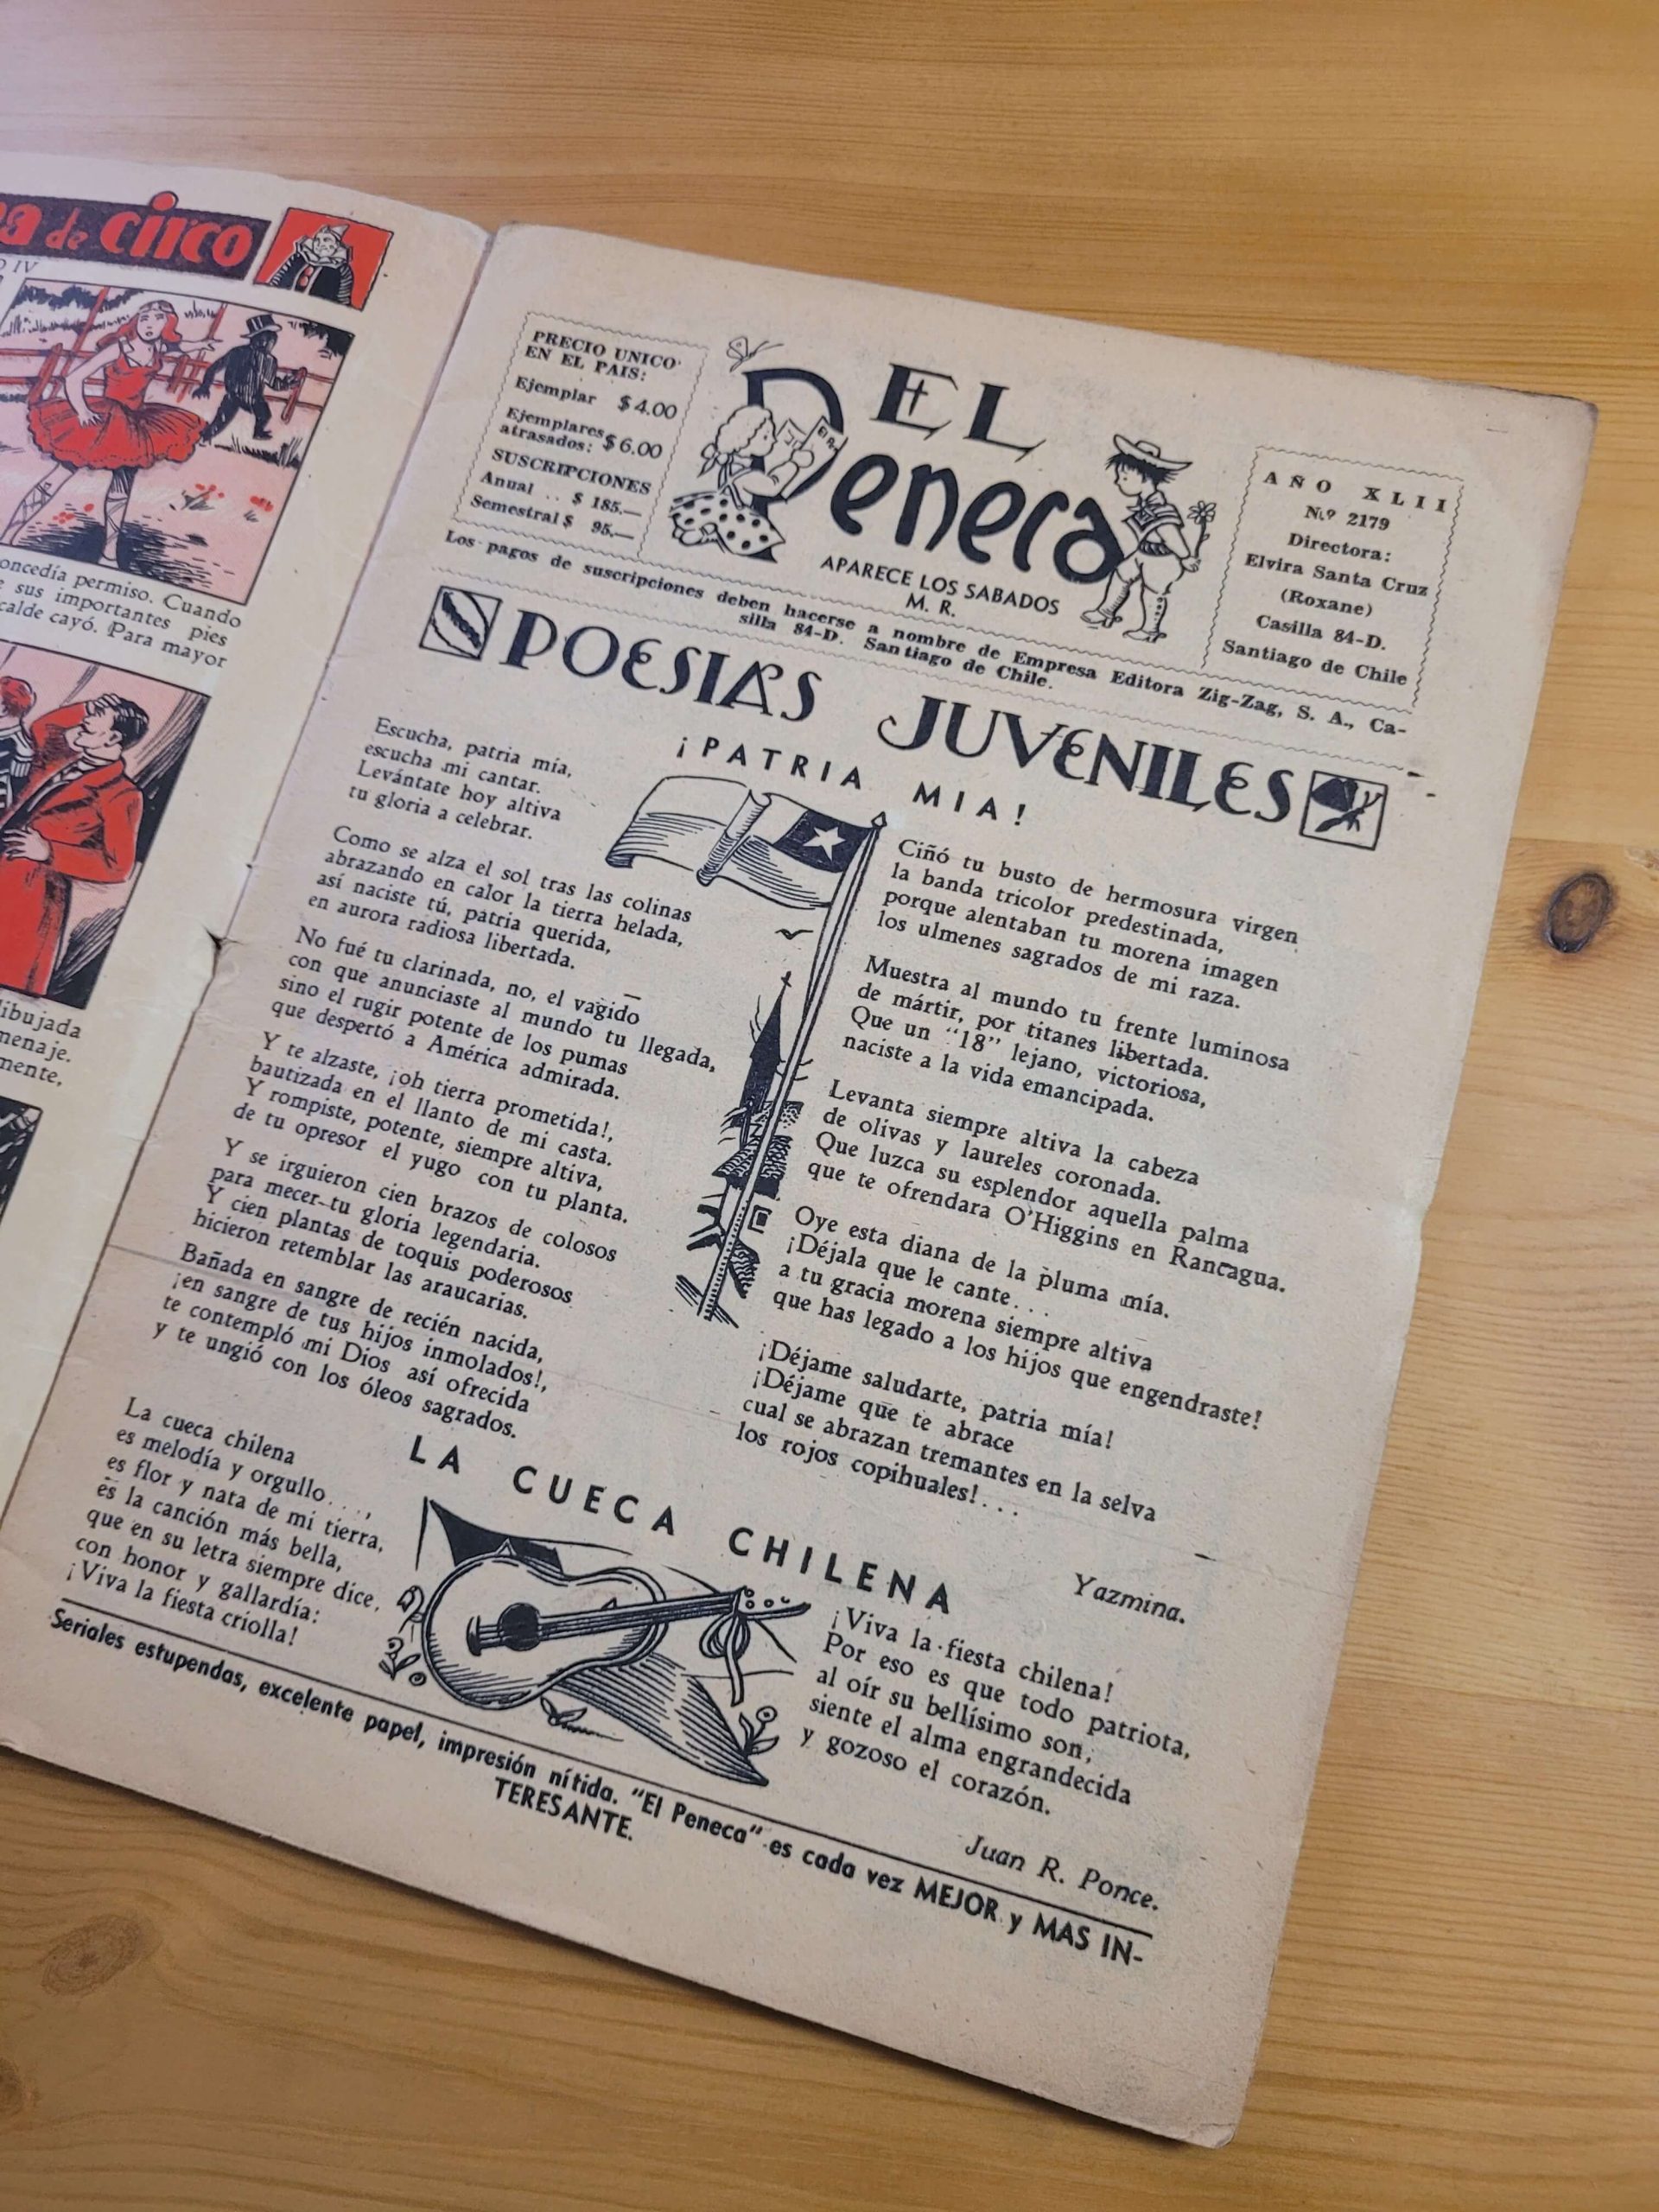 de circo
O IV
concedía permiso. Cuando
sus importantes pies
calde cayó. Para mayor
PRECIO UNICO
EN EL PAIS:
Ejemplar $ 4.00
Ejemplares
atrasados: $ 6.00
SUSCRIPCIONES
Anual .. $ 185.—
Semestral $ 95.—
EL
Peneca
APARECE LOS SABADOS
M. R.
AÑO XLII
N.º 2179
Directora:
Elvira Santa Cruz
(Roxane)
Casilla 84-D.
Santiago de Chile
Los pagos de suscripciones deben hacerse a nombre de Empresa Editora Zig-Zag, S. A., Ca-
silla 84-D. Santiago de Chile.
POESIAS JUVENILES
¡PATRIA MIA!
Escucha, patria mía,
escucha mi cantar.
Levántate hoy altiva
tu gloria a celebrar.
Como se alza el sol tras las colinas
abrazando en calor la tierra helada,
así naciste tú, patria querida,
en aurora radiosa libertada.
No fué tu clarinada, no, el vagido
con que anunciaste al mundo tu llegada,
sino el rugir potente de los pumas
que despertó a América admirada.
Y te alzaste, ¡oh tierra prometida!,
bautizada en el llanto de mi casta.
Y rompiste, potente, siempre altiva,
de tu opresor el yugo con tu planta.
Y se irguieron cien brazos de colosos
para mecer tu gloria legendaria.
Y cien plantas de toquis poderosos
hicieron retemblar las araucarias.
Bañada en sangre de recién nacida,
¡en sangre de tus hijos inmolados!,
te contempló mi Dios así ofrecida
y te ungió con los óleos sagrados.
Ciñó tu busto de hermosura virgen
la banda tricolor predestinada,
porque alentaban tu morena imagen
los ulmenes sagrados de mi raza.
Muestra al mundo tu frente luminosa
de mártir, por titanes libertada.
Que un "18" lejano, victoriosa,
naciste a la vida emancipada.
Levanta siempre altiva la cabeza
de olivas y laureles coronada.
Que luzca su esplendor aquella palma
que te ofrendara O'Higgins en Rancagua.
Oye esta diana de la pluma mía.
¡Déjala que le cante...
a tu gracia morena siempre altiva
que has legado a los hijos que engendraste!
¡Déjame saludarte, patria mía!
¡Déjame que te abrace
cual se abrazan tremantes en la selva
los rojos copihuales!...
Yazmina.
LA CUECA CHILENA
La cueca chilena
es melodía y orgullo....,
es flor y nata de mi tierra,
es la canción más bella,
que en su letra siempre dice,
con honor y gallardía:
¡Viva la fiesta criolla!
¡Viva la fiesta chilena!
Por eso es que todo patriota,
al oír su bellísimo son,
siente el alma engrandecida
y gozoso el corazón.
Juan R. Ponce.
Seriales estupendas, excelente papel, impresión nítida. "El Peneca" es cada vez MEJOR y MAS IN-
TERESANTE.
dibujada
menaje.
mente,